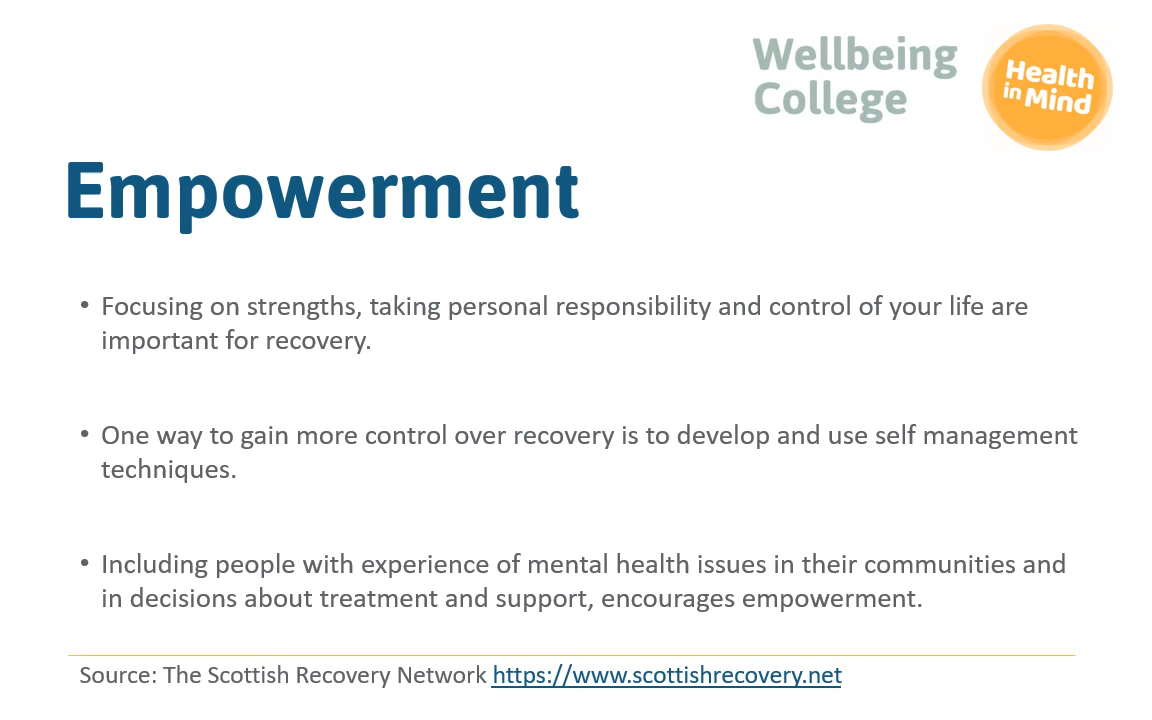 Wellbeing
College
Health
in Mind
Empowerment
• Focusing on strengths, taking personal responsibility and control of your life are
important for recovery.
• One way to gain more control over recovery is to develop and use self management
techniques.
• Including people with experience of mental health issues in their communities and
in decisions about treatment and support, encourages empowerment.
Source: The Scottish Recovery Network https://www.scottishrecovery.net